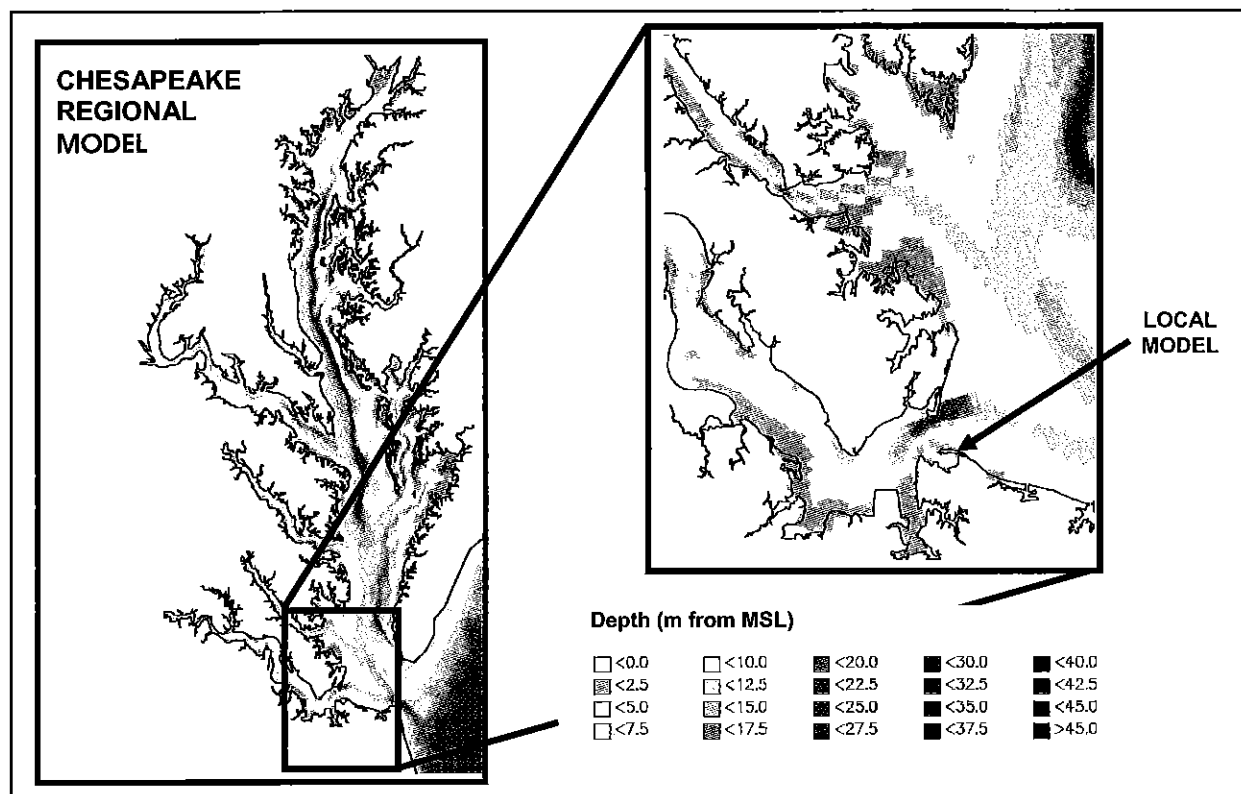 CHESAPEAKE
REGIONAL
MODEL
LOCAL
MODEL
Depth (m from MSL)
<0.0 <10.0 <20.0 <30.0 <40.0
<2.5 <12.5 <22.5 <32.5 <42.5
<5.0 <15.0 <25.0 <35.0 <45.0
<7.5 <17.5 <27.5 <37.5 >45.0